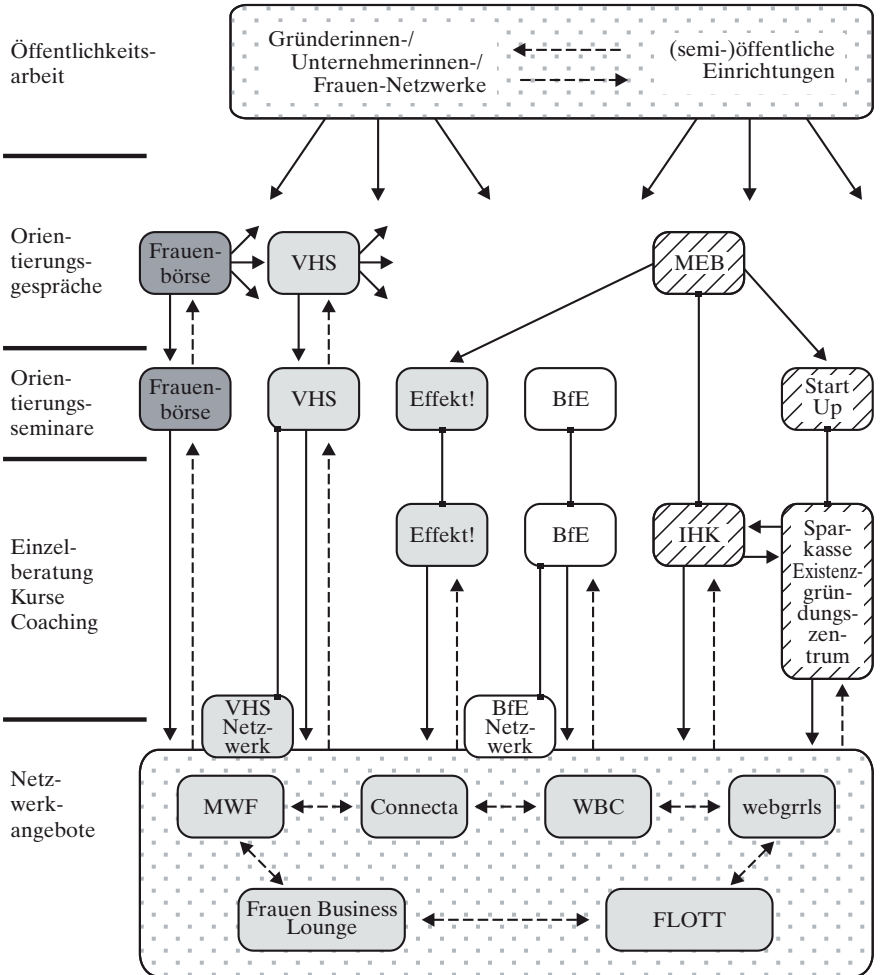 Öffentlichkeits-
arbeit
Gründerinnen-/
Unternehmerinnen-/
Frauen-Netzwerke
(semi-)öffentliche
Einrichtungen
Orien-
tierungs-
gespräche
Frauen-
börse
VHS
MEB
Orien-
tierungs-
seminare
Frauen-
börse
VHS
Effekt!
BfE
Start
Up
Einzel-
beratung
Kurse
Coaching
Effekt!
BfE
IHK
Spar-
kasse
Existenz-
grün-
dungs-
zen-
trum
VHS
Netz-
werk
BfE
Netz-
werk
Netz-
werk-
angebote
MWF
Connecta
WBC
webgrrls
Frauen Business
Lounge
FLOTT